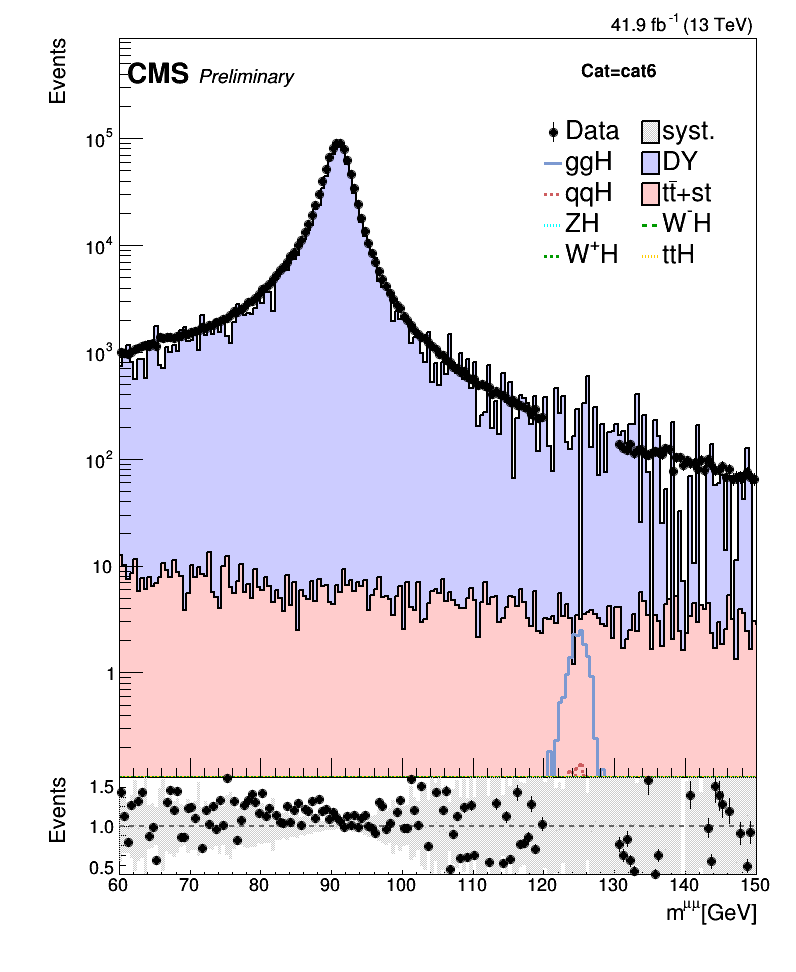 41.9 fb⁻¹ (13 TeV)
CMS Preliminary
Cat=cat6
Events
Data
syst.
ggH
DY
qqH
tt̄+st
ZH
W⁻H
W⁺H
ttH
10⁵
10⁴
10³
10²
10
1
Events
1.5
1.0
0.5
60 70 80 90 100 110 120 130 140 150
m^μμ[GeV]